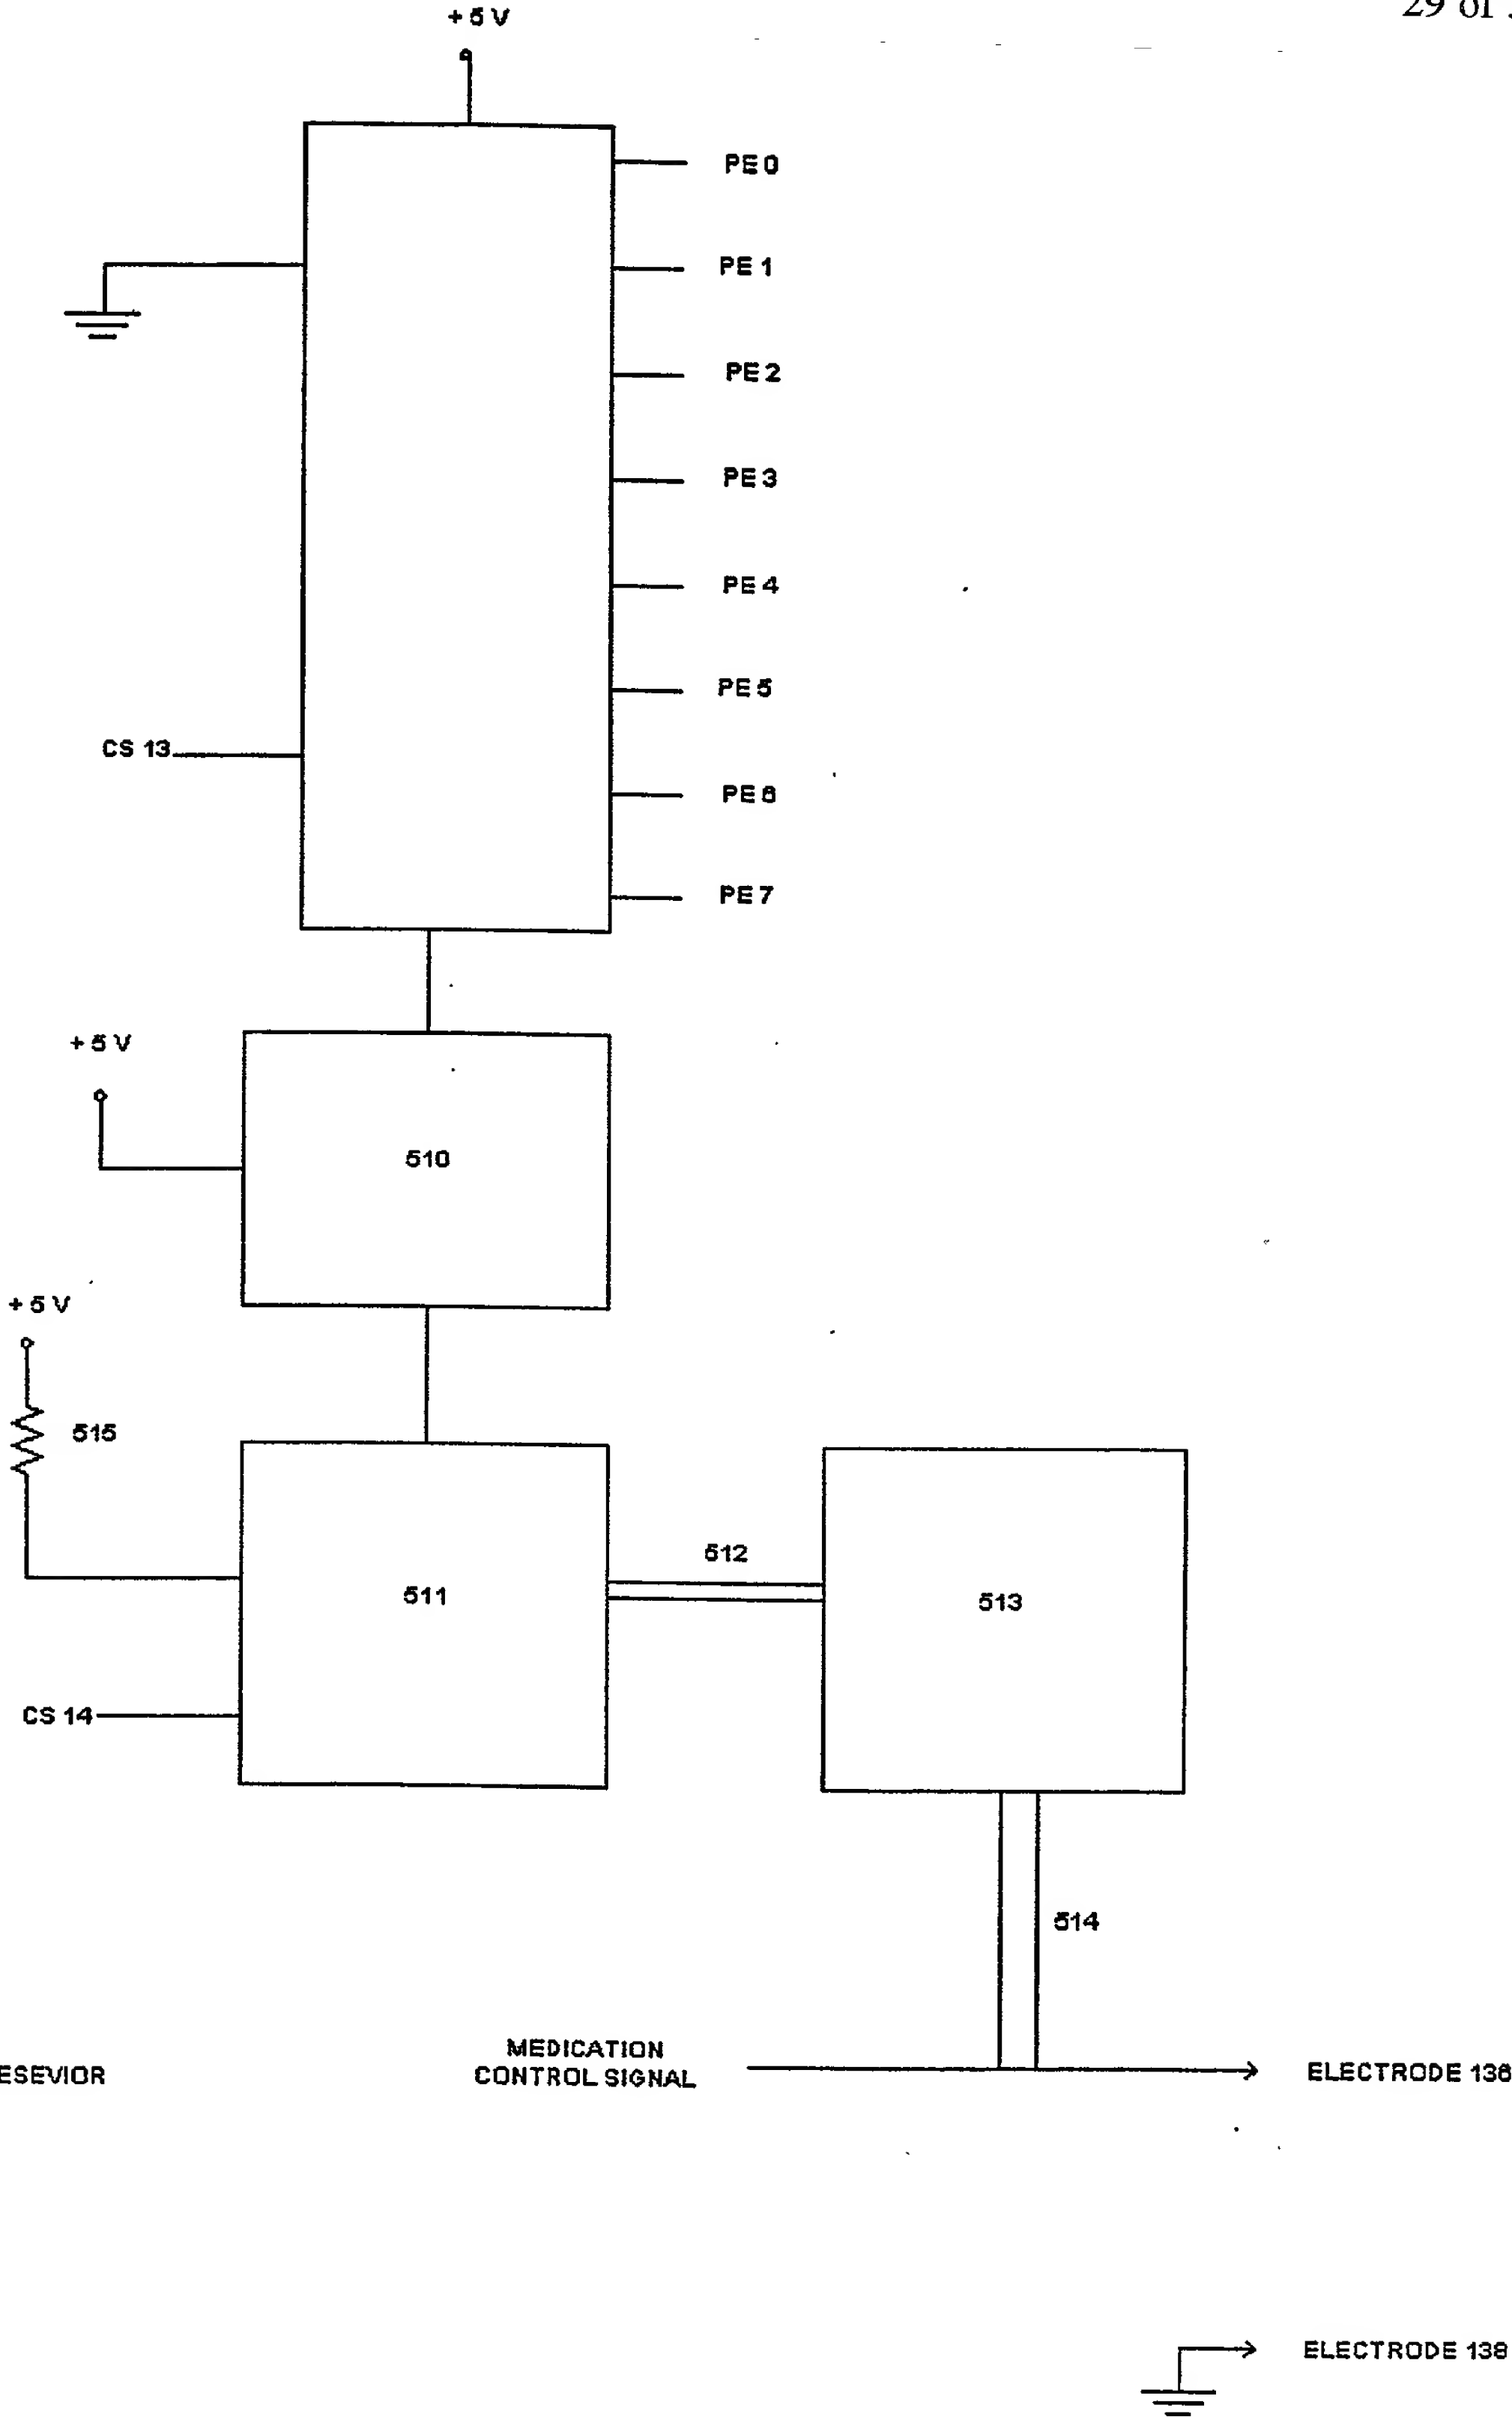 29 of
+5 V
PE 0
PE 1
PE 2
PE 3
PE 4
PE 5
CS 13
PE 6
PE 7
+5 V
510
+5 V
515
512
511
513
CS 14
514
MEDICATION
CONTROL SIGNAL
ESEVIOR
ELECTRODE 136
ELECTRODE 138